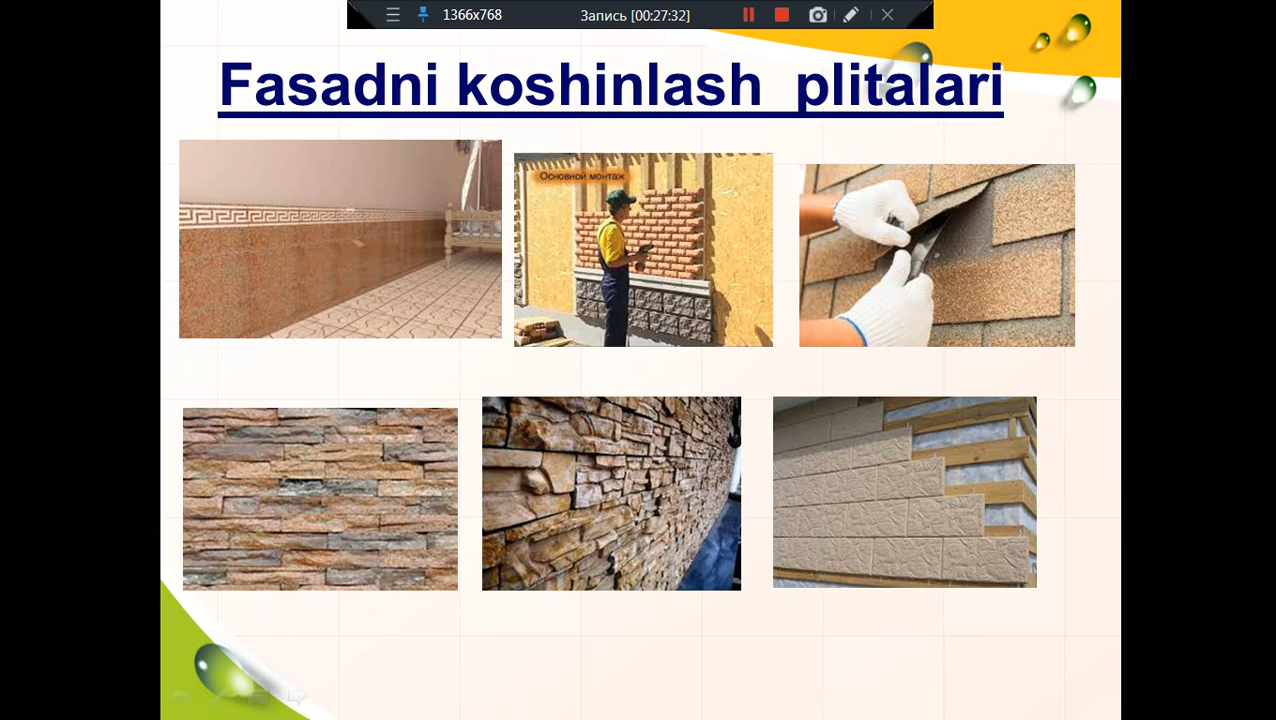 1366x768
Запись [00:27:32]
Fasadni koshinlash plitalari
Основной монтаж